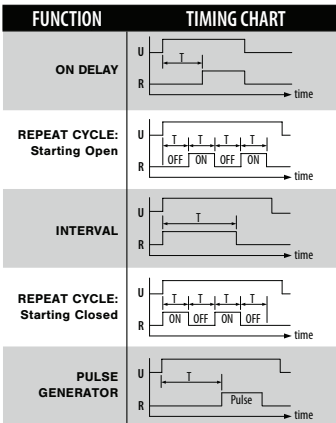 FUNCTION TIMING CHART
ON DELAY
U
T
R
time
REPEAT CYCLE:
Starting Open
U
T T T T
OFF ON OFF ON
R
time
INTERVAL
U
T
R
time
REPEAT CYCLE:
Starting Closed
U
T T T T
ON OFF ON OFF
R
time
PULSE
GENERATOR
U
T
Pulse
R
time